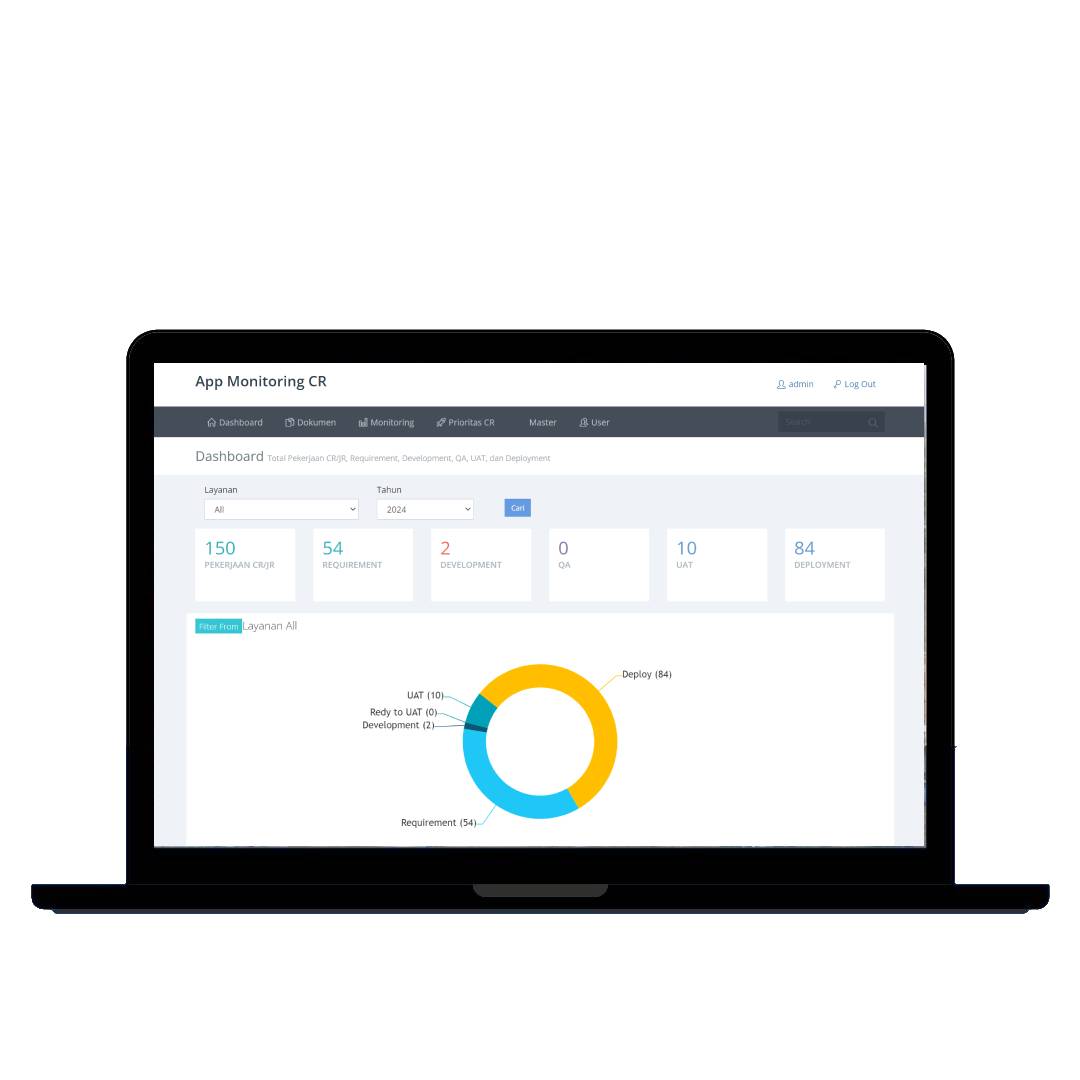 App Monitoring CR
admin Log Out
Dashboard Dokumen Monitoring Prioritas CR Master User Search
Dashboard Total Pekerjaan CR/JR, Requirement, Development, QA, UAT, dan Deployment
Layanan Tahun
All 2024 Cari
150 54 2 0 10 84
PEKERJAAN CR/JR REQUIREMENT DEVELOPMENT QA UAT DEPLOYMENT
Filter From Layanan All
Deploy (84)
UAT (10)
Redy to UAT (0)
Development (2)
Requirement (54)